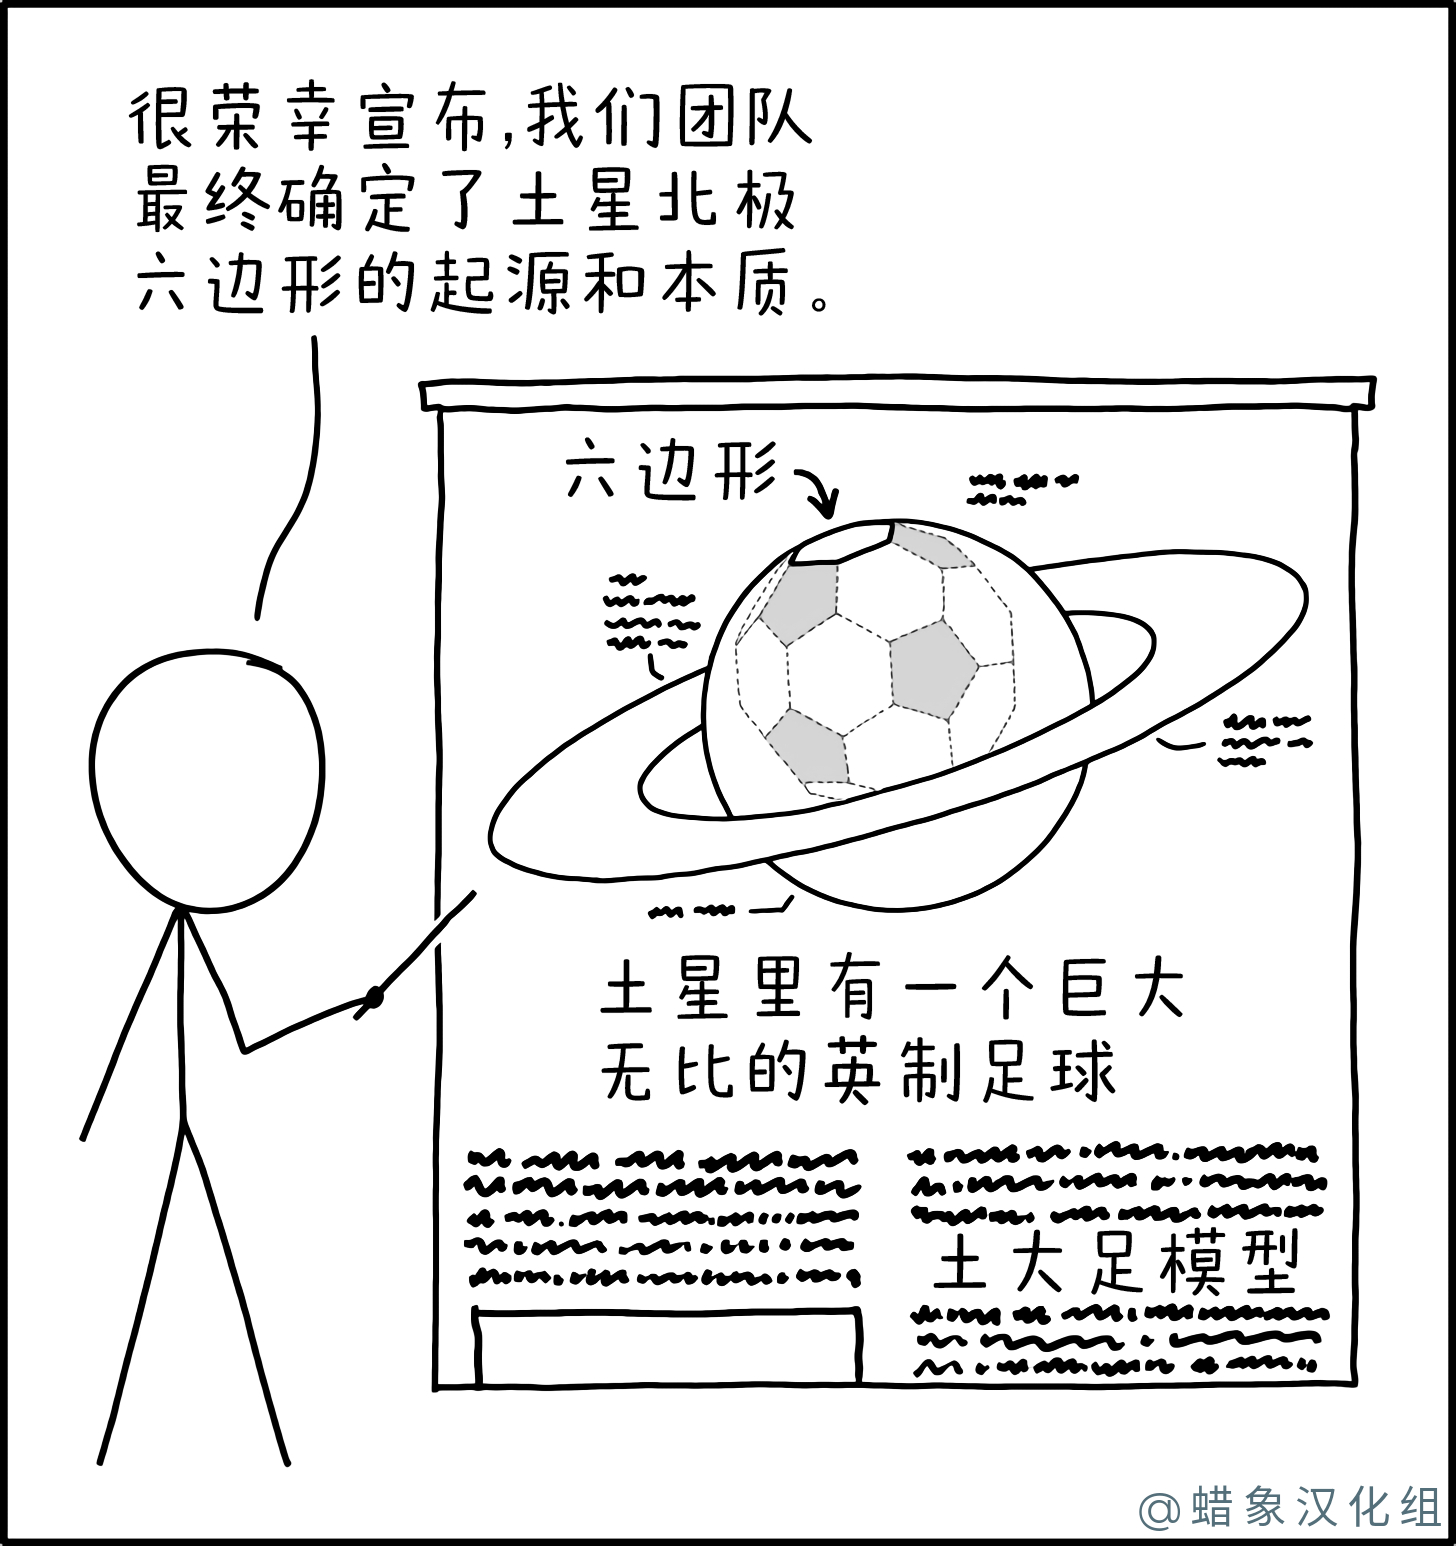 很荣幸宣布,我们团队
最终确定了土星北极
六边形的起源和本质。
六边形
土星里有一个巨大
无比的英制足球
土大足模型
@蜡象汉化组